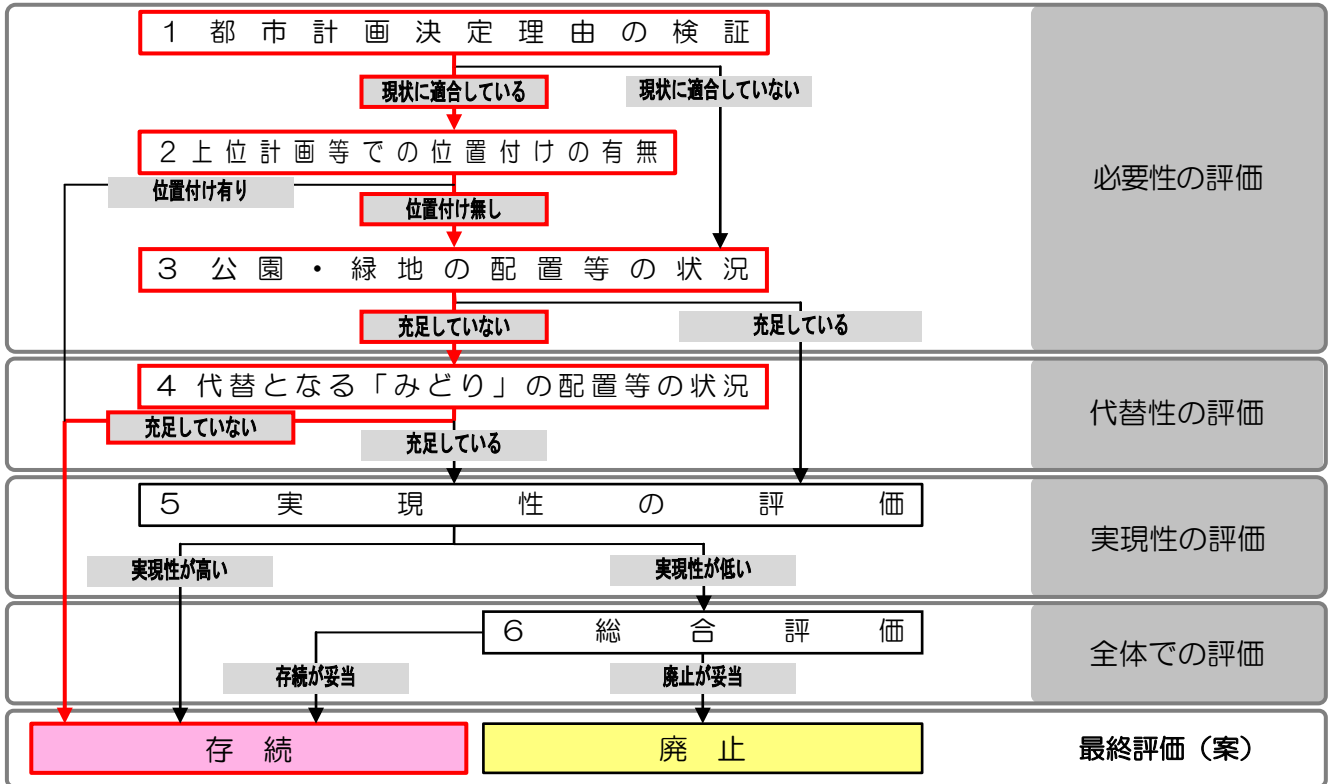 １都市計画決定理由の検証
現状に適合している
現状に適合していない
２上位計画等での位置付けの有無
位置付け有り
位置付け無し
３公園・緑地の配置等の状況
充足していない
充足している
必要性の評価
４代替となる「みどり」の配置等の状況
充足していない
充足している
代替性の評価
５実現性の評価
実現性が高い
実現性が低い
実現性の評価
６総合評価
存続が妥当
廃止が妥当
全体での評価
存続
廃止
最終評価（案）